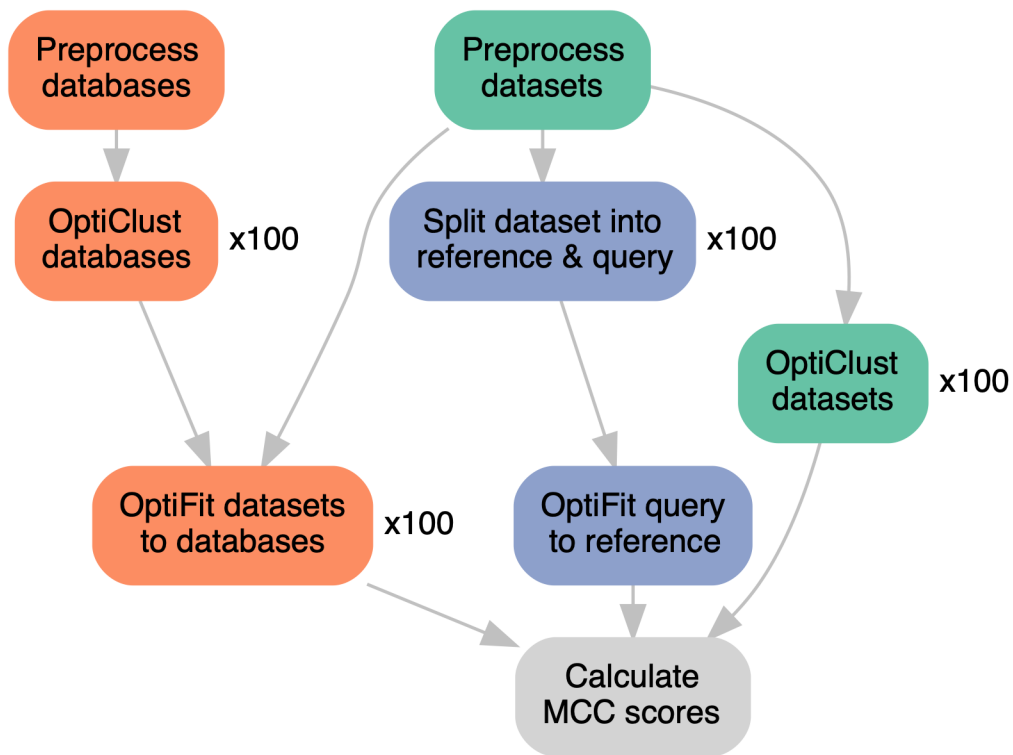 Preprocess
databases
Preprocess
datasets
OptiClust
databases
x100
Split dataset into
reference & query
x100
OptiClust
datasets
x100
OptiFit datasets
to databases
x100
OptiFit query
to reference
Calculate
MCC scores